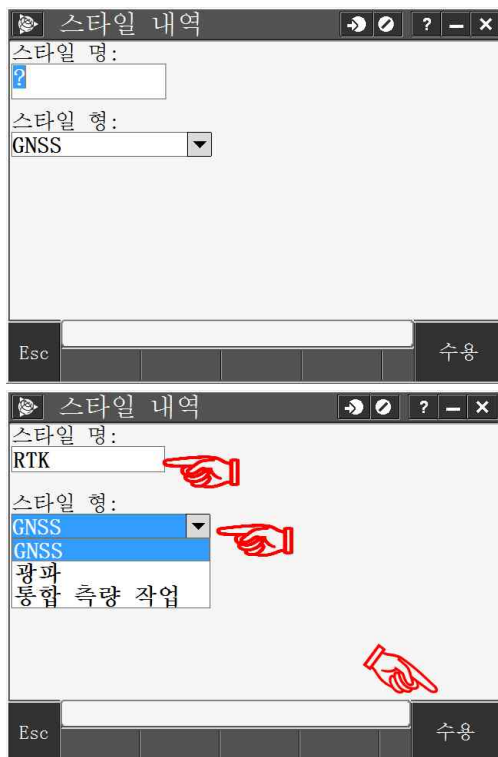 스타일 내역 ? – ×
스타일 명:
?
스타일 형:
GNSS
Esc 수용
스타일 내역 ? – ×
스타일 명:
RTK
스타일 형:
GNSS
GNSS
광파
통합 측량 작업
Esc 수용